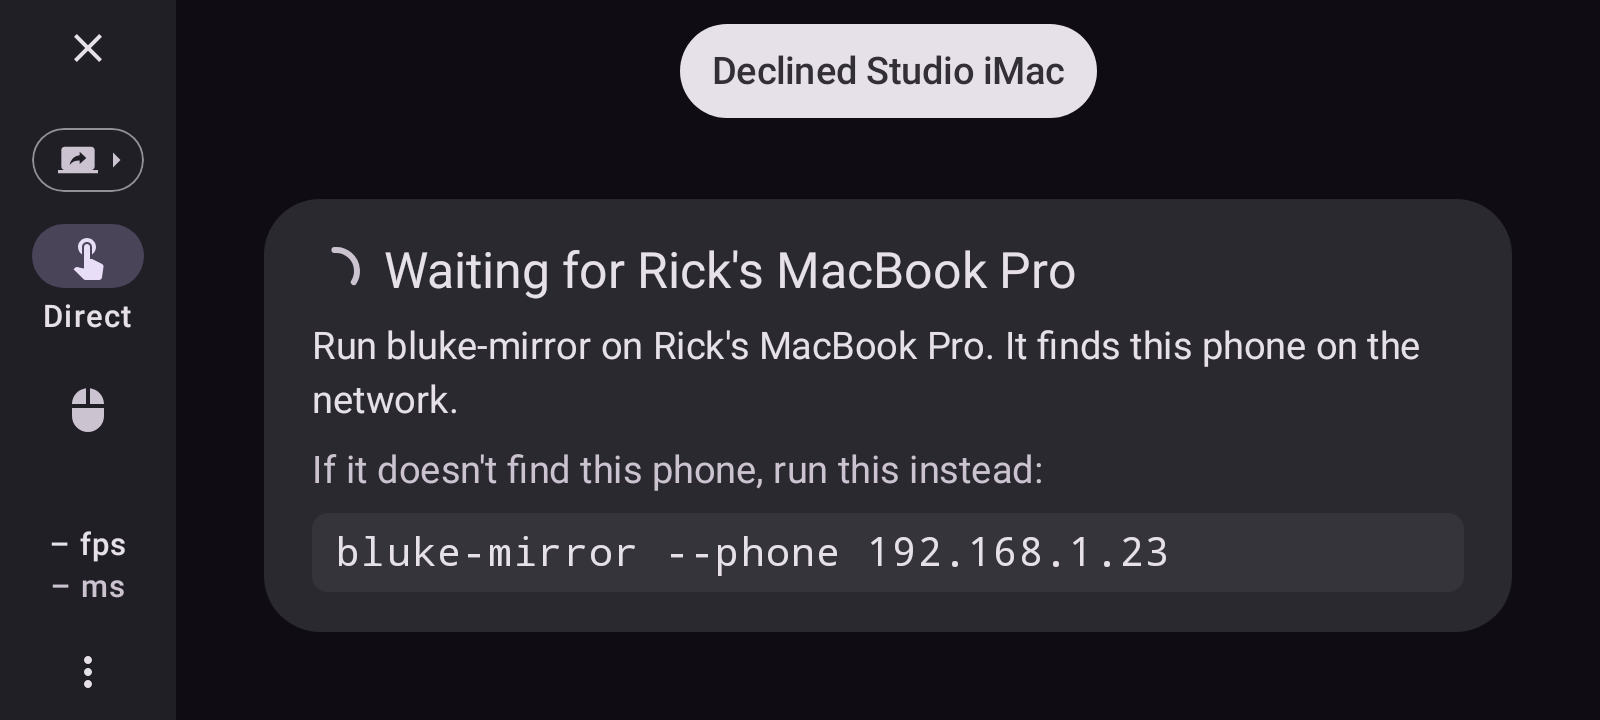 Declined Studio iMac
Direct
– fps
– ms
Waiting for Rick's MacBook Pro
Run bluke-mirror on Rick's MacBook Pro. It finds this phone on the
network.
If it doesn't find this phone, run this instead:
bluke-mirror --phone 192.168.1.23